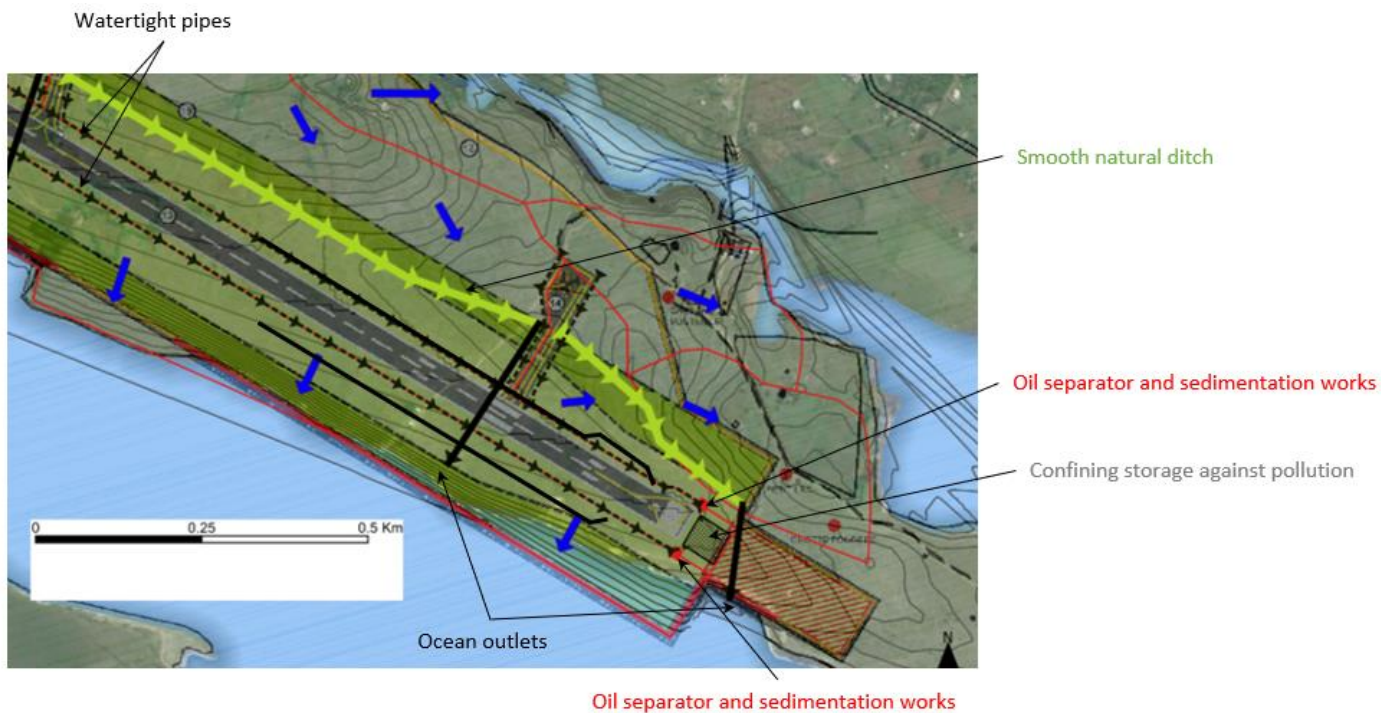 Watertight pipes
Smooth natural ditch
Oil separator and sedimentation works
Confining storage against pollution
0 0.25 0.5 Km
Ocean outlets
N
Oil separator and sedimentation works